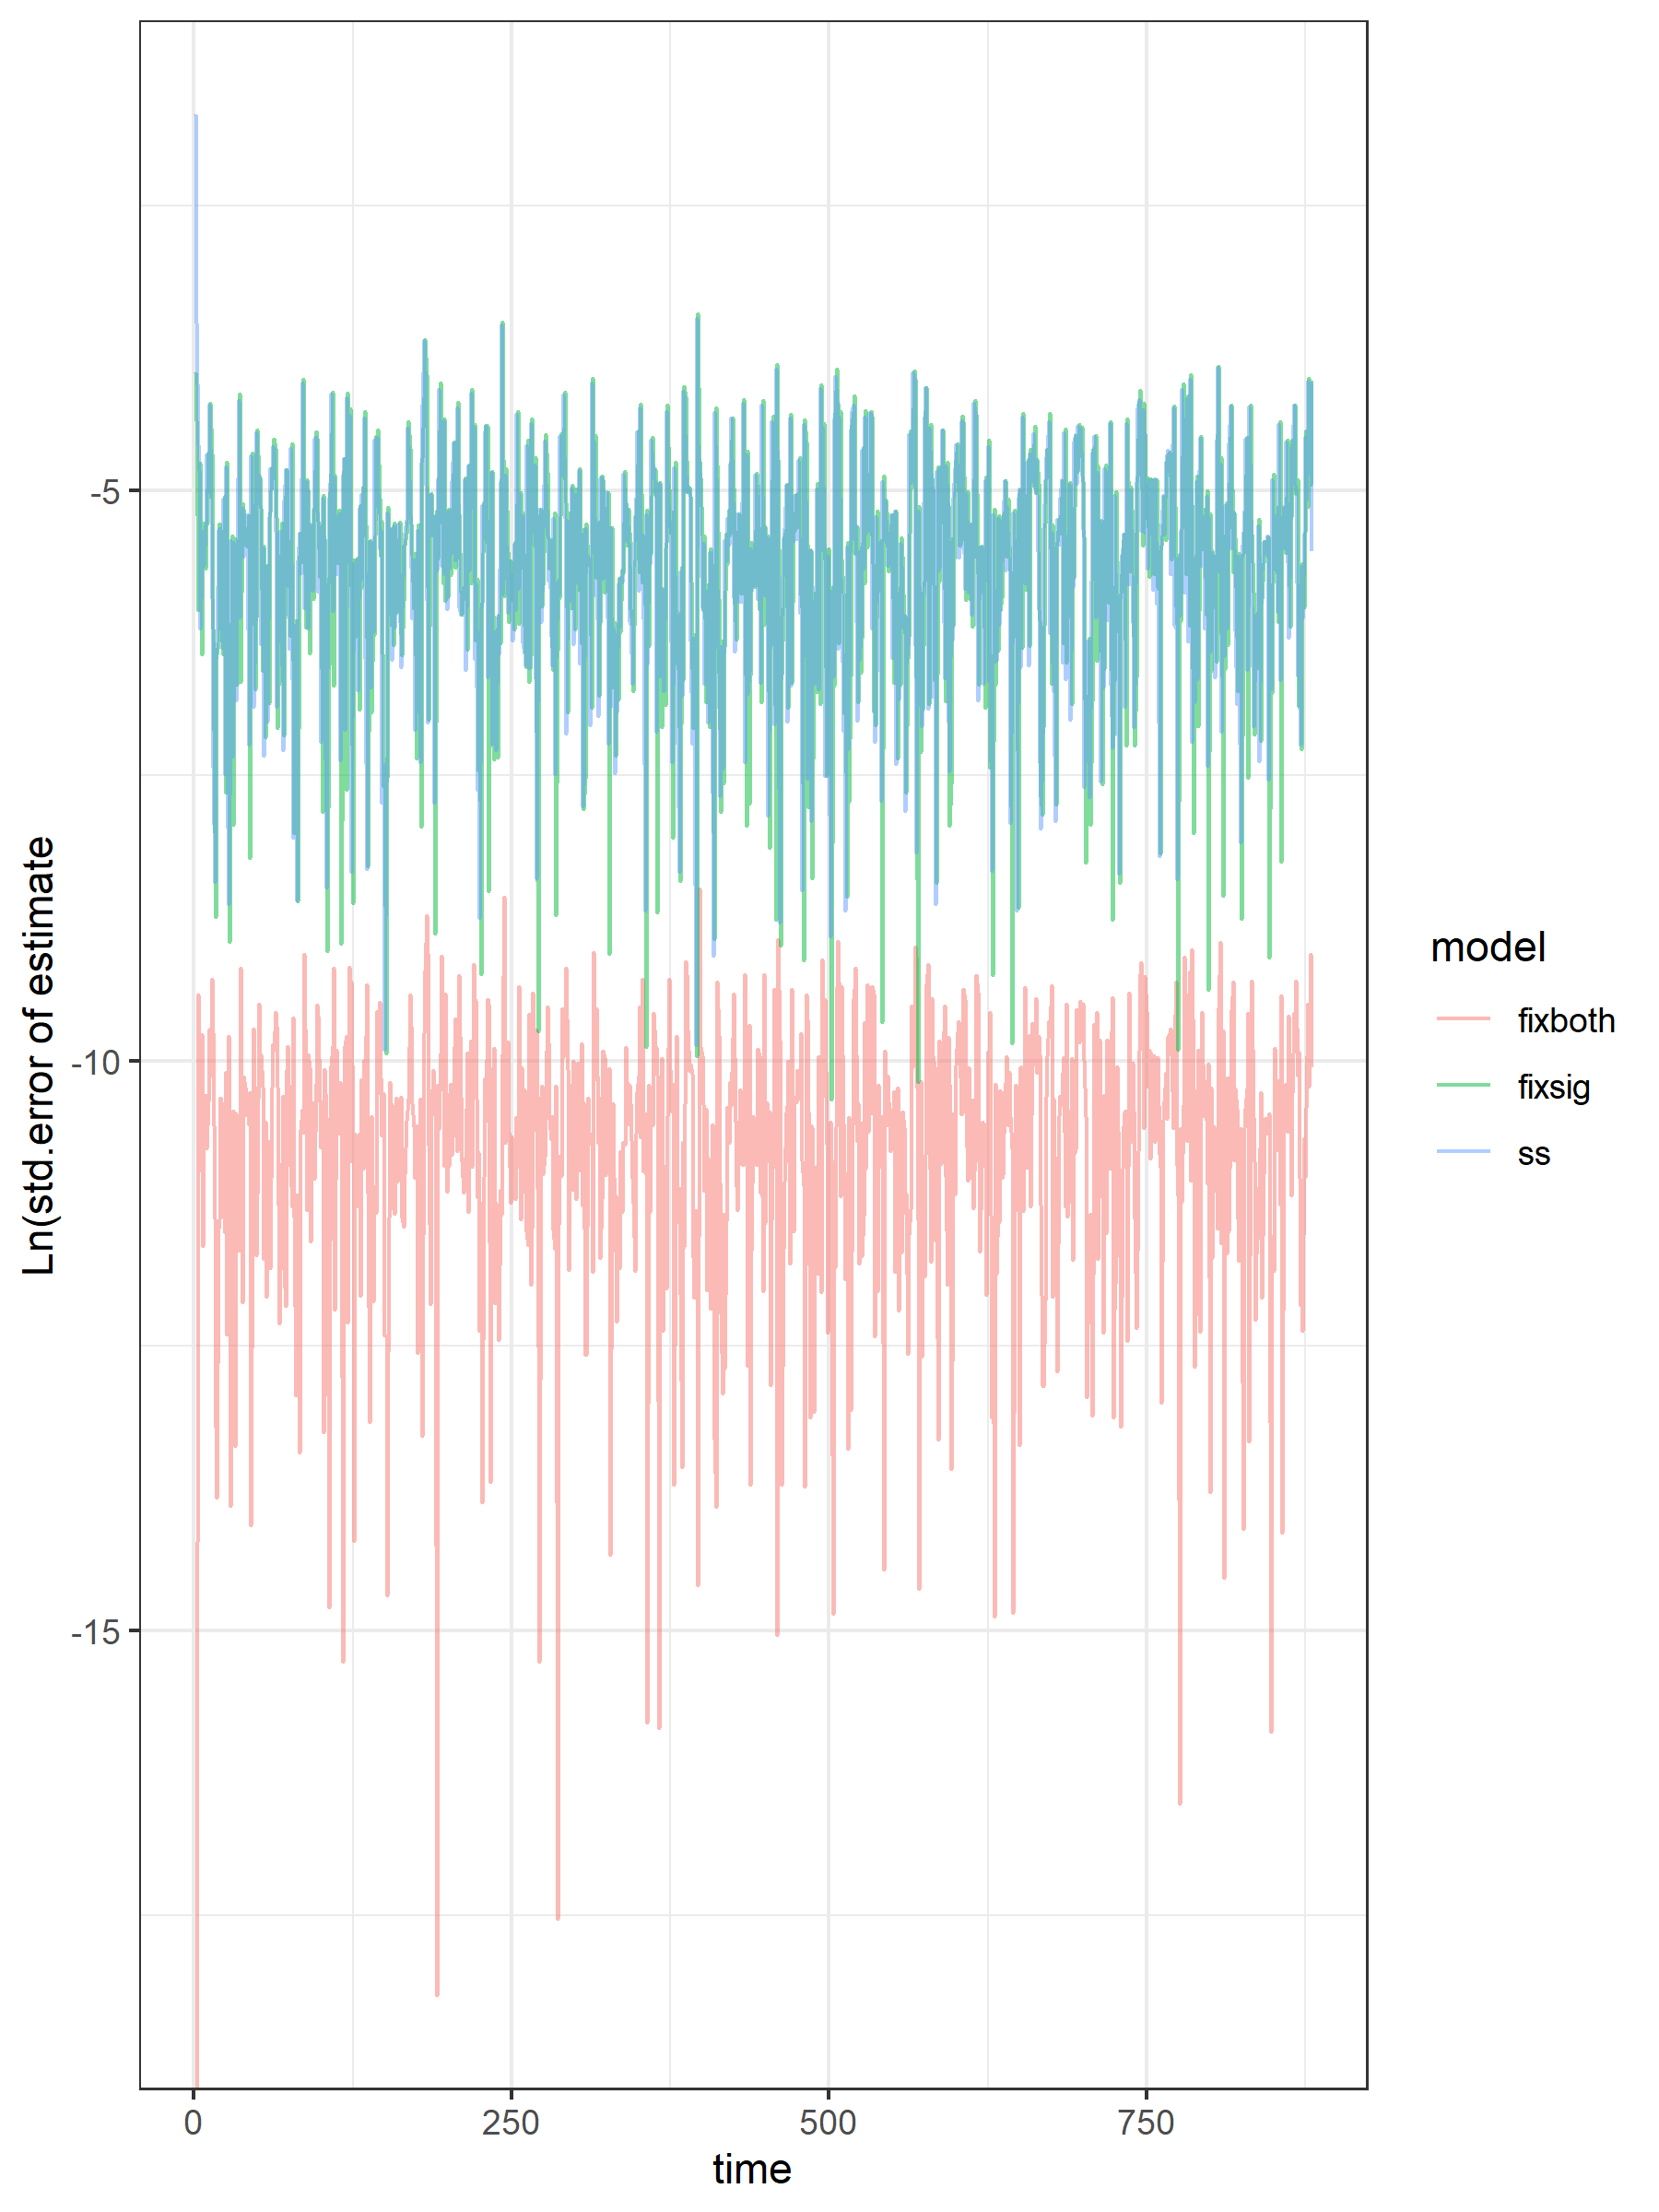 Ln(std.error of estimate
-5
-10
-15
0 250 500 750
time
model
fixboth
fixsig
ss